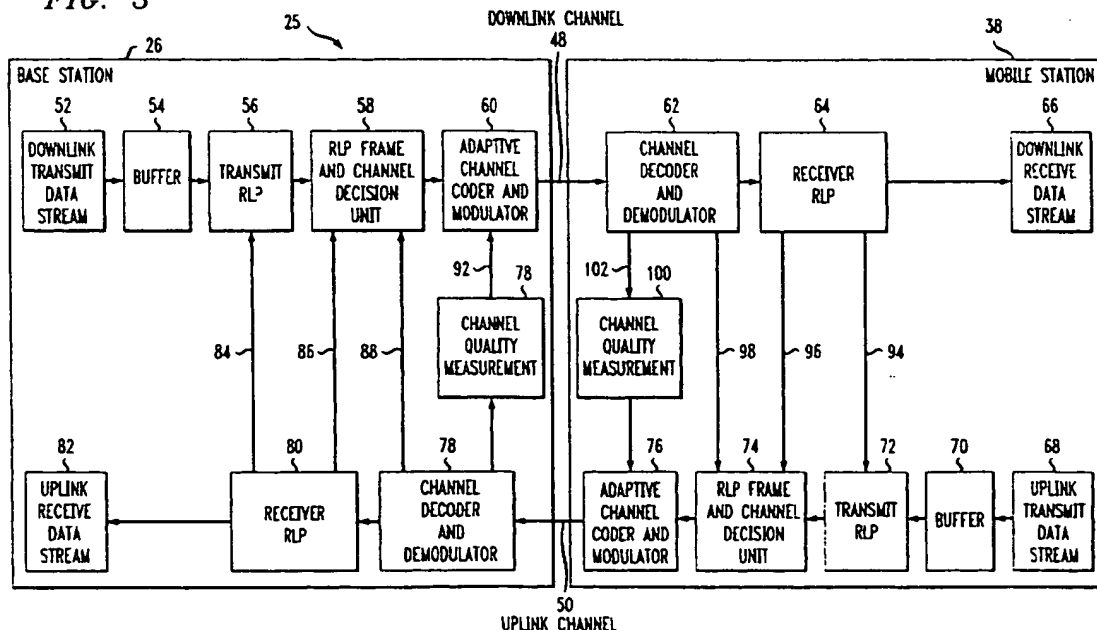 FIG. 3
DOWNLINK CHANNEL
25
48
26
38
BASE STATION
MOBILE STATION
52
54
56
58
60
62
64
66
DOWNLINK
TRANSMIT
DATA
STREAM
BUFFER
TRANSMIT
RLP
RLP FRAME
AND CHANNEL
DECISION
UNIT
ADAPTIVE
CHANNEL
CODER AND
MODULATOR
CHANNEL
DECODER
AND
DEMODULATOR
RECEIVER
RLP
DOWNLINK
RECEIVE
DATA
STREAM
92
78
102
100
CHANNEL
QUALITY
MEASUREMENT
CHANNEL
QUALITY
MEASUREMENT
84
86
88
98
96
94
82
80
78
76
74
72
70
68
UPLINK
RECEIVE
DATA
STREAM
RECEIVER
RLP
CHANNEL
DECODER
AND
DEMODULATOR
ADAPTIVE
CHANNEL
CODER AND
MODULATOR
RLP FRAME
AND CHANNEL
DECISION
UNIT
TRANSMIT
RLP
BUFFER
UPLINK
TRANSMIT
DATA
STREAM
50
UPLINK CHANNEL